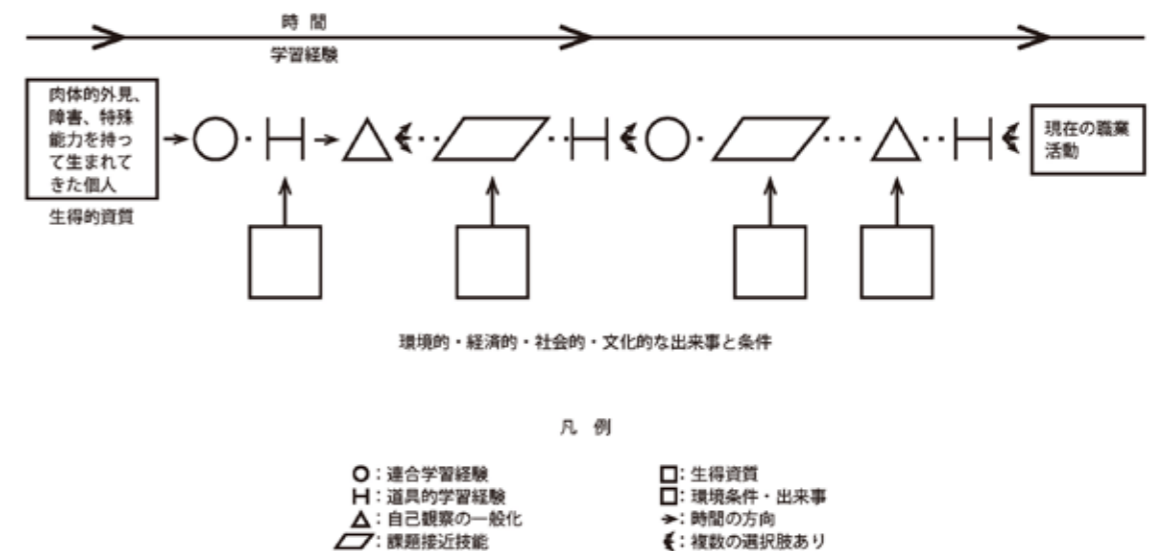 時 間
学習経験
肉体的外見、
障害、特殊
能力を持っ
て生まれて
きた個人
生得的資質
現在の職業
活動
環境的・経済的・社会的・文化的な出来事と条件
凡 例
○：連合学習経験
H：道具的学習経験
△：自己観察の一般化
▱：課題接近技能
□：生得資質
□：環境条件・出来事
→：時間の方向
：複数の選択肢あり